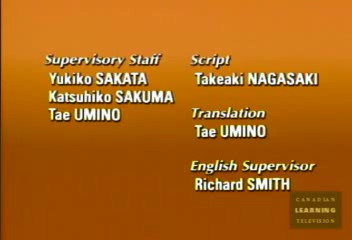 Supervisory Staff
Yukiko SAKATA
Katsuhiko SAKUMA
Tae UMINO
Script
Takeaki NAGASAKI
Translation
Tae UMINO
English Supervisor
Richard SMITH
CANADIAN
LEARNING
TELEVISION